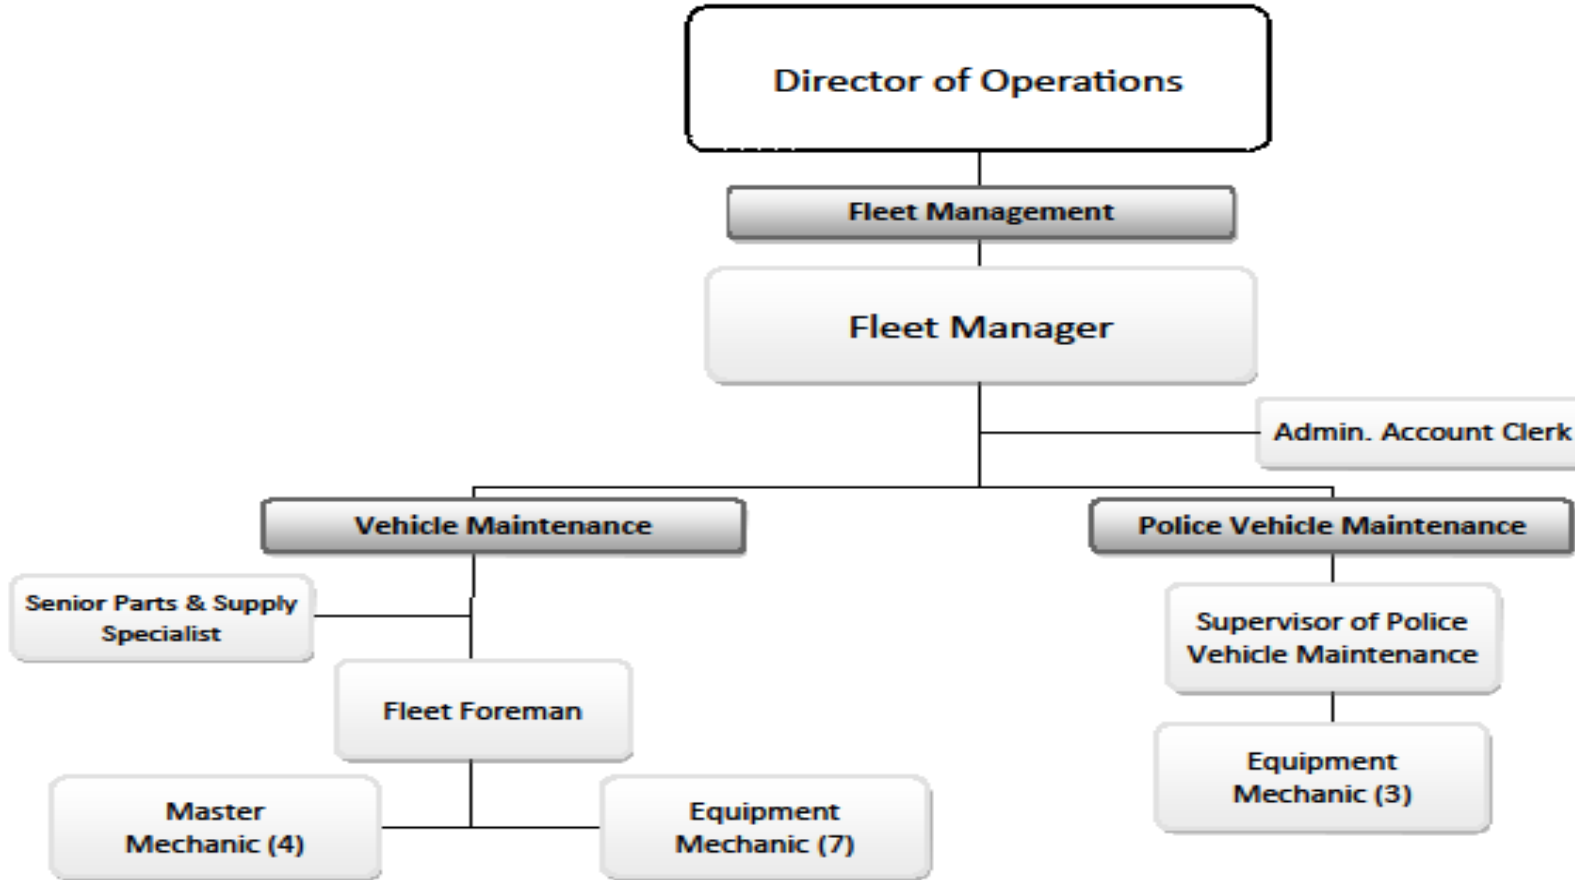 Director of Operations
Fleet Management
Fleet Manager
Admin. Account Clerk
Vehicle Maintenance
Police Vehicle Maintenance
Senior Parts & Supply
Specialist
Supervisor of Police
Vehicle Maintenance
Fleet Foreman
Equipment
Mechanic (3)
Master
Mechanic (4)
Equipment
Mechanic (7)